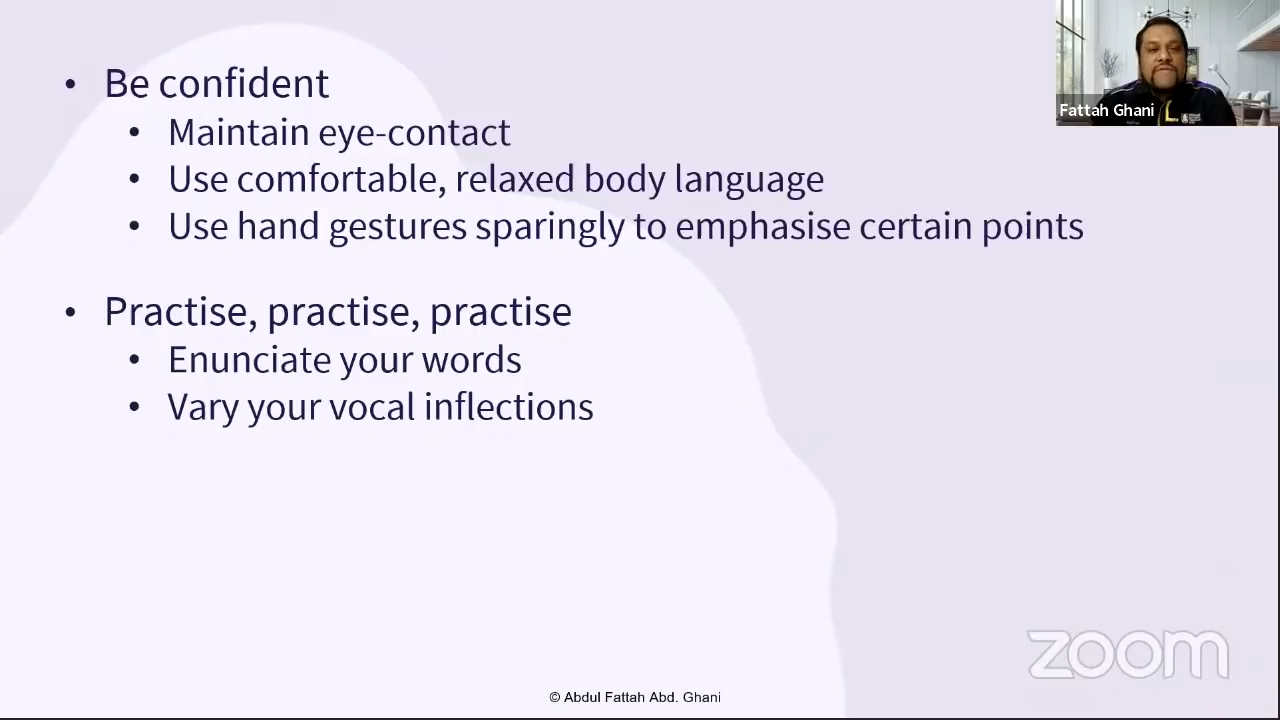 • Be confident
• Maintain eye-contact
• Use comfortable, relaxed body language
• Use hand gestures sparingly to emphasise certain points
• Practise, practise, practise
• Enunciate your words
• Vary your vocal inflections
Fattah Ghani
zoom
© Abdul Fattah Abd. Ghani